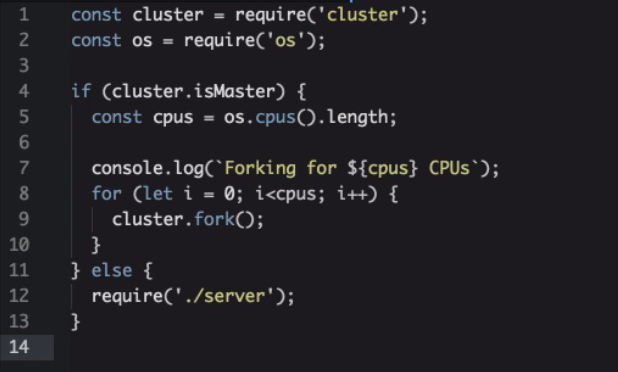 1 const cluster = require('cluster');
2 const os = require('os');
3
4 if (cluster.isMaster) {
5   const cpus = os.cpus().length;
6
7   console.log(`Forking for ${cpus} CPUs`);
8   for (let i = 0; i<cpus; i++) {
9     cluster.fork();
10   }
11 } else {
12   require('./server');
13 }
14